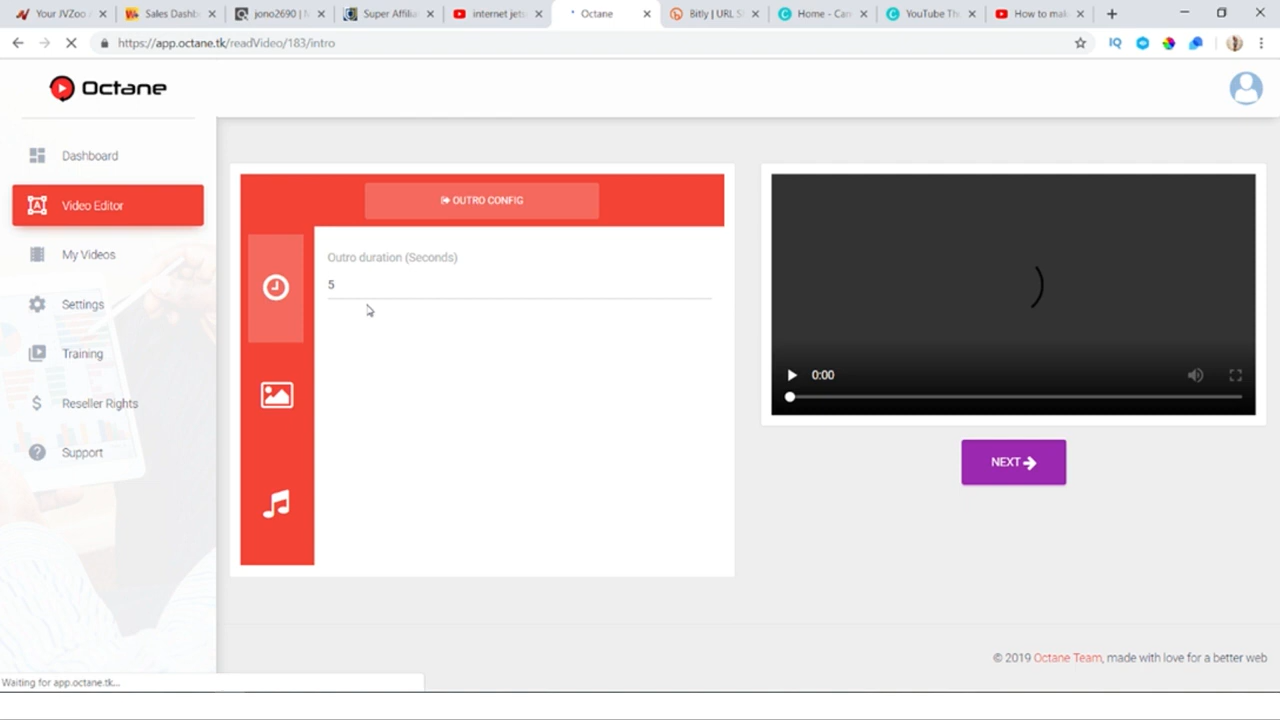 Your JVZoo
Sales Dashb
jono2690 | M
Super Affilia
internet jets
Octane
Bitly | URL S
Home - Can
YouTube Th
How to mak
https://app.octane.tk/readVideo/183/intro
IQ
Octane
Dashboard
Video Editor
My Videos
Settings
Training
Reseller Rights
Support
OUTRO CONFIG
Outro duration (Seconds)
5
0:00
NEXT
© 2019 Octane Team, made with love for a better web
Waiting for app.octane.tk...